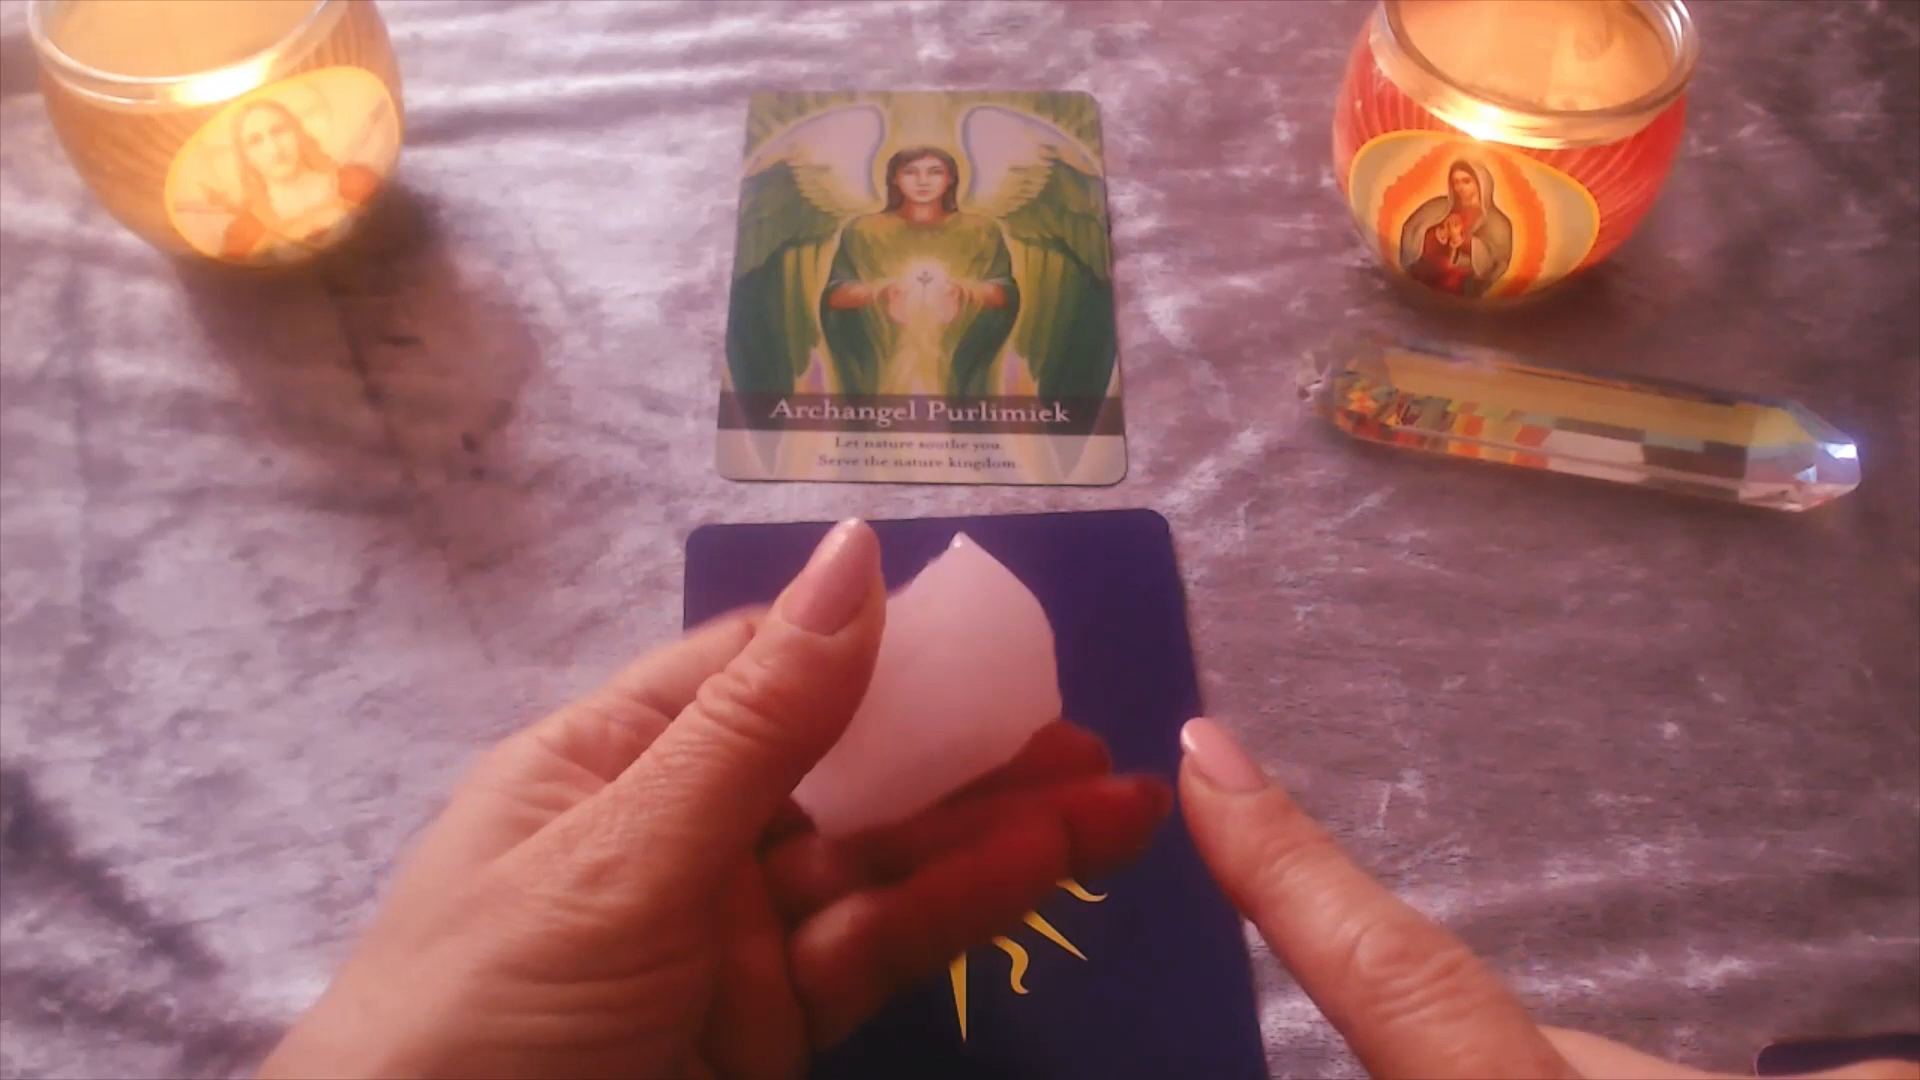 Archangel Purlimiek
Let nature soothe you.
Serve the nature kingdom.